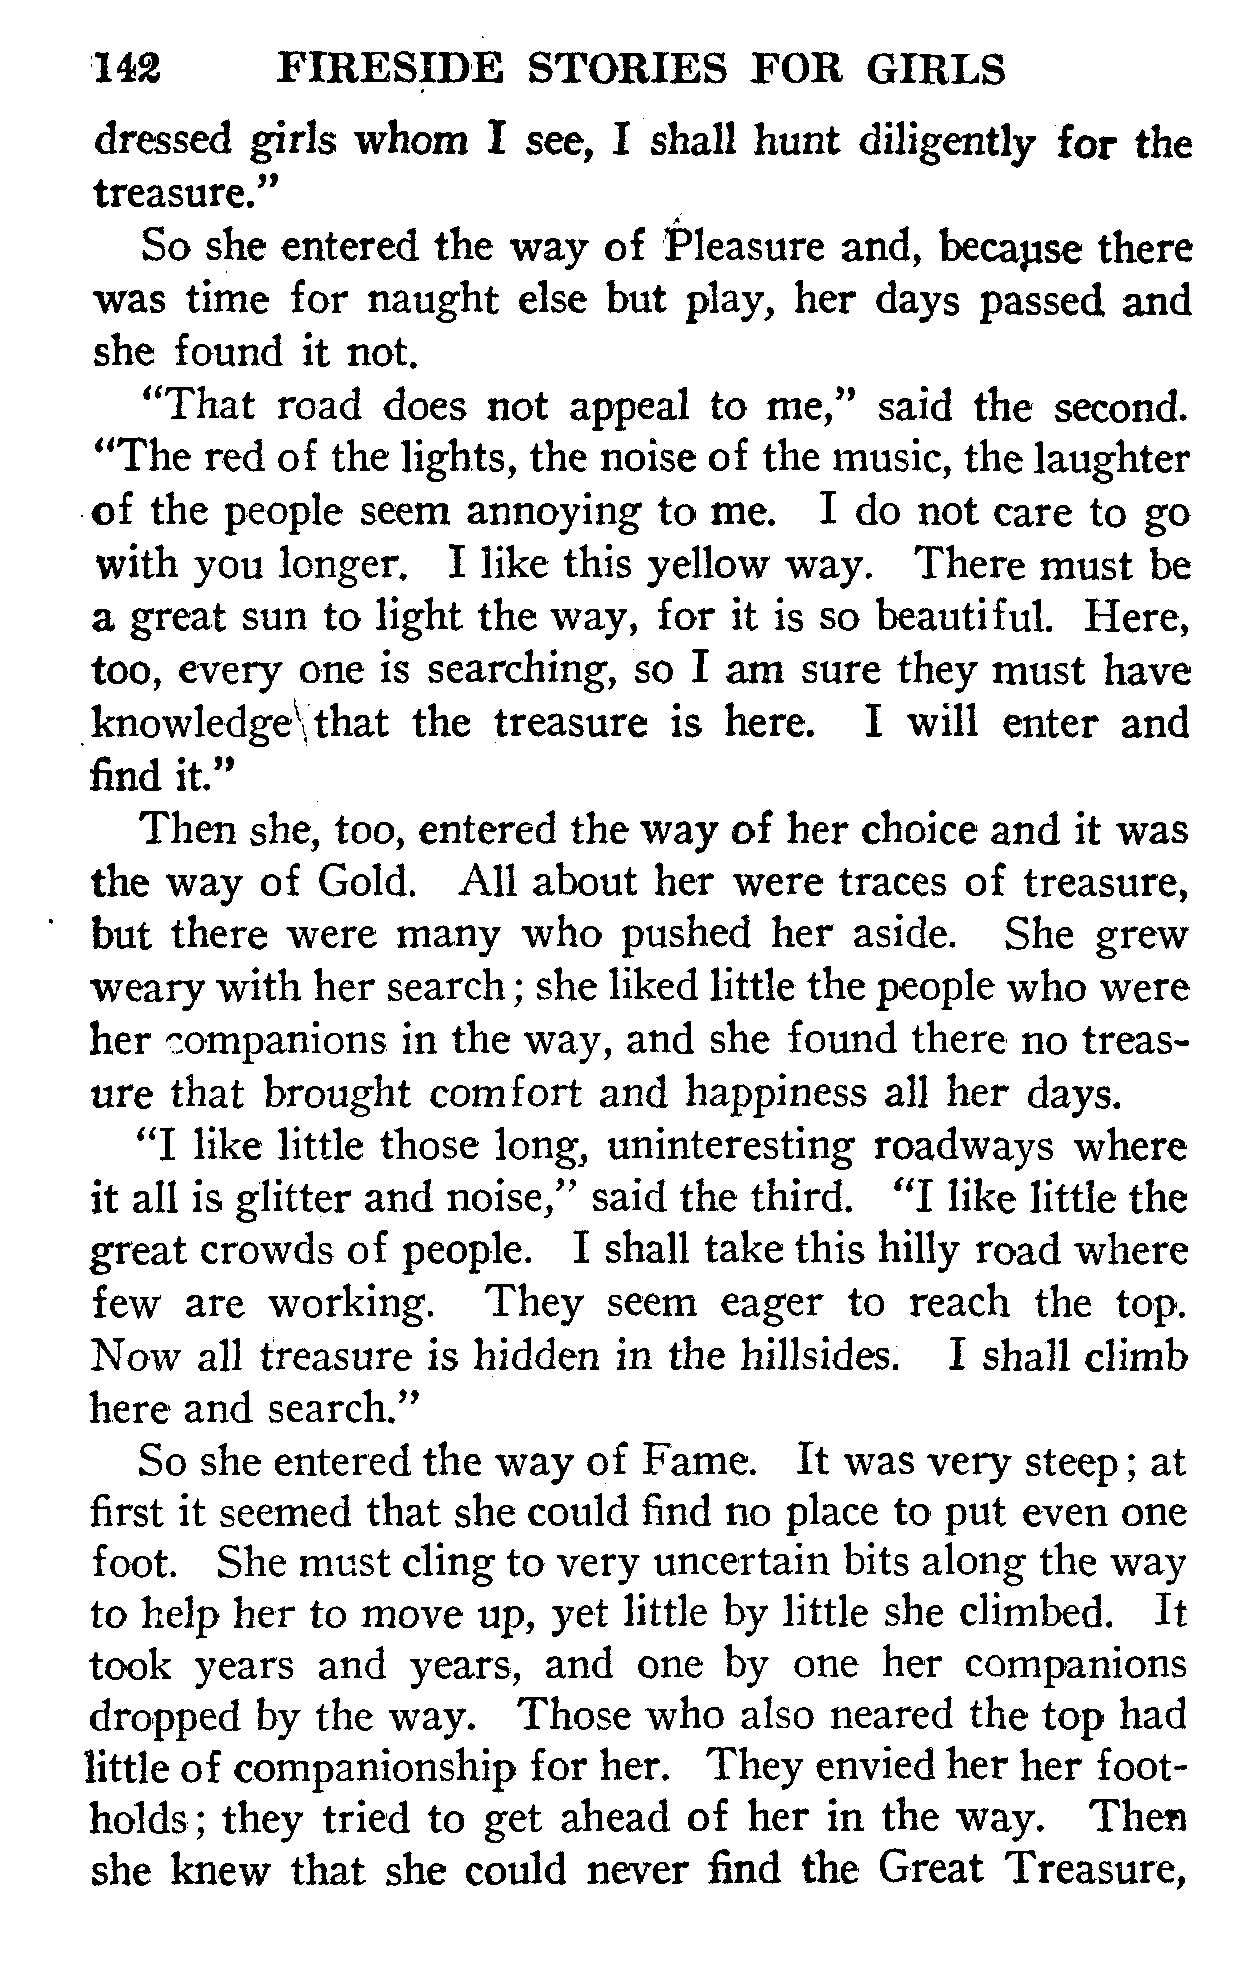 142 FIRESIDE STORIES FOR GIRLS
dressed girls whom I see, I shall hunt diligently for the
treasure."
So she entered the way of Pleasure and, because there
was time for naught else but play, her days passed and
she found it not.
"That road does not appeal to me," said the second.
"The red of the lights, the noise of the music, the laughter
of the people seem annoying to me. I do not care to go
with you longer. I like this yellow way. There must be
a great sun to light the way, for it is so beautiful. Here,
too, every one is searching, so I am sure they must have
knowledge that the treasure is here. I will enter and
find it."
Then she, too, entered the way of her choice and it was
the way of Gold. All about her were traces of treasure,
but there were many who pushed her aside. She grew
weary with her search; she liked little the people who were
her companions in the way, and she found there no treas-
ure that brought comfort and happiness all her days.
"I like little those long, uninteresting roadways where
it all is glitter and noise," said the third. "I like little the
great crowds of people. I shall take this hilly road where
few are working. They seem eager to reach the top.
Now all treasure is hidden in the hillsides. I shall climb
here and search."
So she entered the way of Fame. It was very steep; at
first it seemed that she could find no place to put even one
foot. She must cling to very uncertain bits along the way
to help her to move up, yet little by little she climbed. It
took years and years, and one by one her companions
dropped by the way. Those who also neared the top had
little of companionship for her. They envied her her foot-
holds; they tried to get ahead of her in the way. Then
she knew that she could never find the Great Treasure,